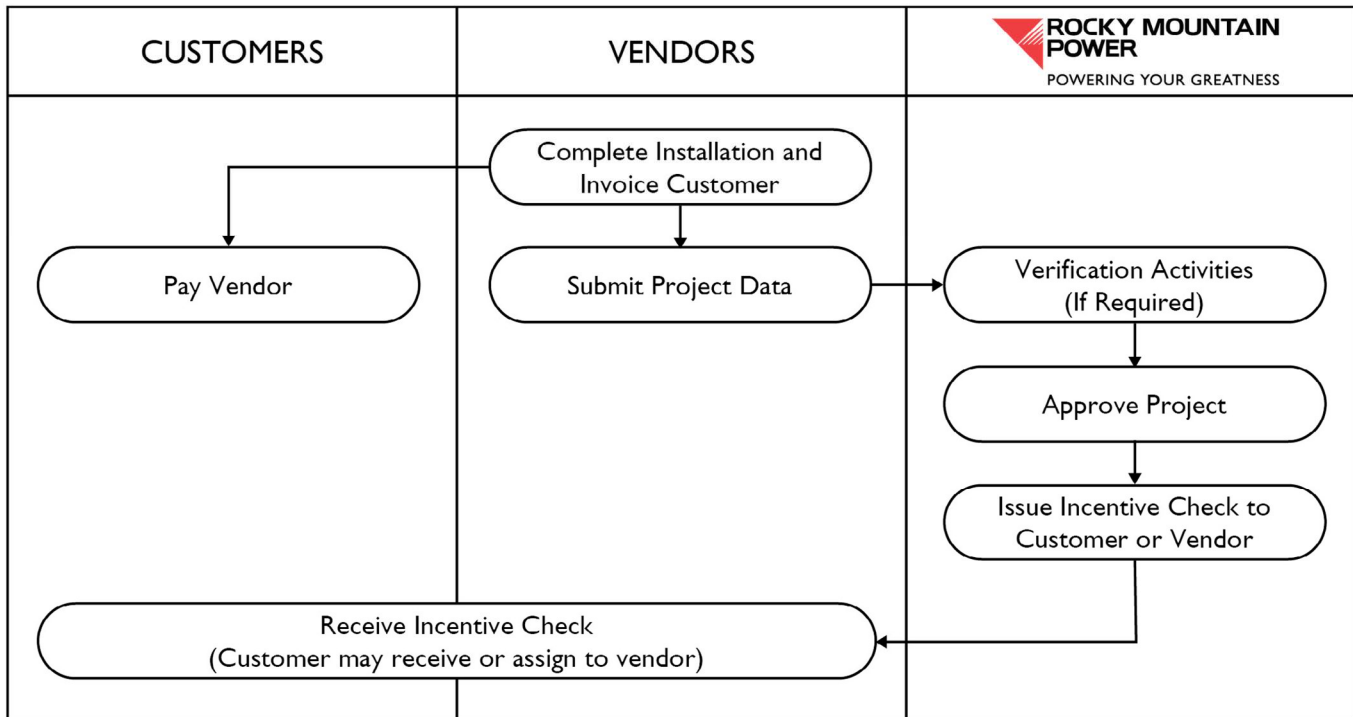 CUSTOMERS
VENDORS
ROCKY MOUNTAIN
POWER
POWERING YOUR GREATNESS
Complete Installation and
Invoice Customer
Pay Vendor
Submit Project Data
Verification Activities
(If Required)
Approve Project
Issue Incentive Check to
Customer or Vendor
Receive Incentive Check
(Customer may receive or assign to vendor)